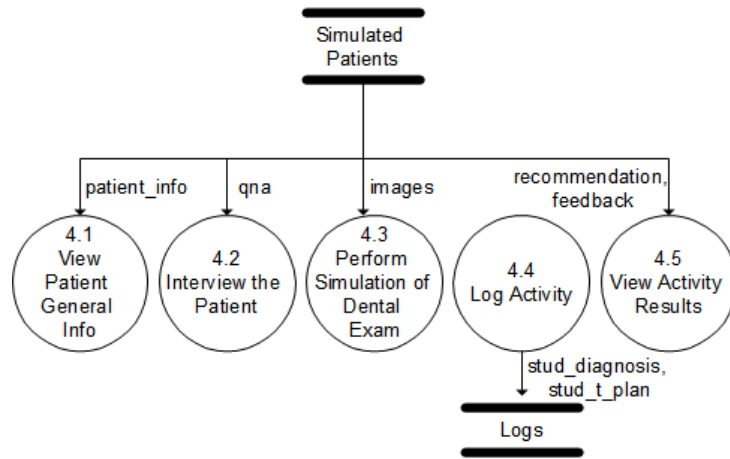 Simulated
Patients
patient_info
qna
images
recommendation,
feedback
4.1
View
Patient
General
Info
4.2
Interview the
Patient
4.3
Perform
Simulation of
Dental
Exam
4.4
Log Activity
4.5
View Activity
Results
stud_diagnosis,
stud_t_plan
Logs